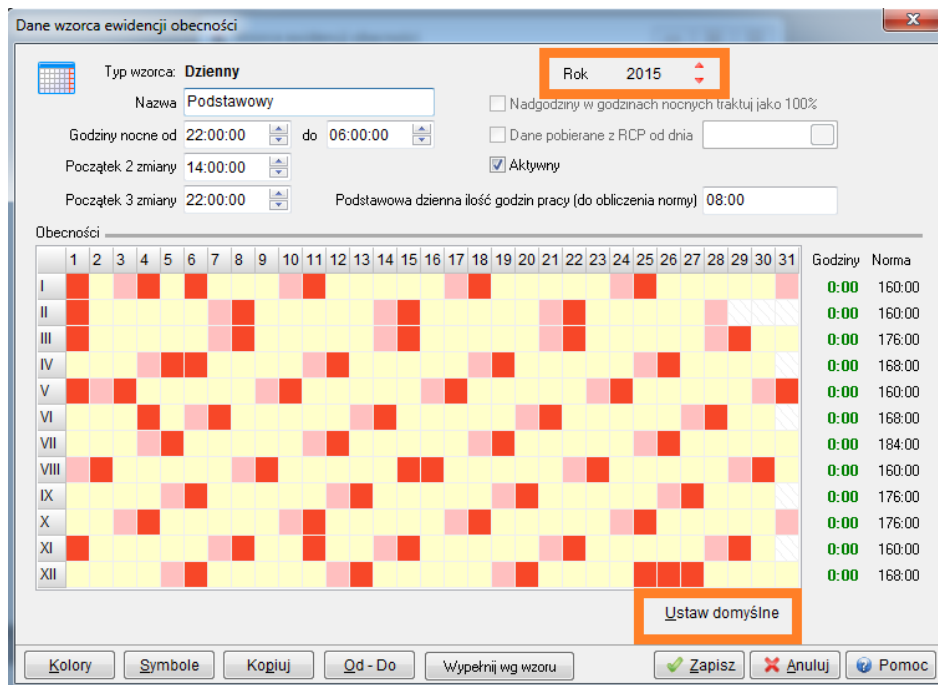 Dane wzorca ewidencji obecności
Typ wzorca: Dzienny
Rok 2015
Nazwa Podstawowy
Nadgodziny w godzinach nocnych traktuj jako 100%
Godziny nocne od 22:00:00 do 06:00:00
Dane pobierane z RCP od dnia
Początek 2 zmiany 14:00:00
Aktywny
Początek 3 zmiany 22:00:00
Podstawowa dzienna ilość godzin pracy (do obliczenia normy) 08:00
Obecności
1 2 3 4 5 6 7 8 9 10 11 12 13 14 15 16 17 18 19 20 21 22 23 24 25 26 27 28 29 30 31 Godziny Norma
I 0:00 160:00
II 0:00 160:00
III 0:00 176:00
IV 0:00 168:00
V 0:00 160:00
VI 0:00 168:00
VII 0:00 184:00
VIII 0:00 160:00
IX 0:00 176:00
X 0:00 176:00
XI 0:00 160:00
XII 0:00 168:00
Ustaw domyślne
Kolory Symbole Kopiuj Od - Do Wypełnij wg wzoru Zapisz Anuluj Pomoc